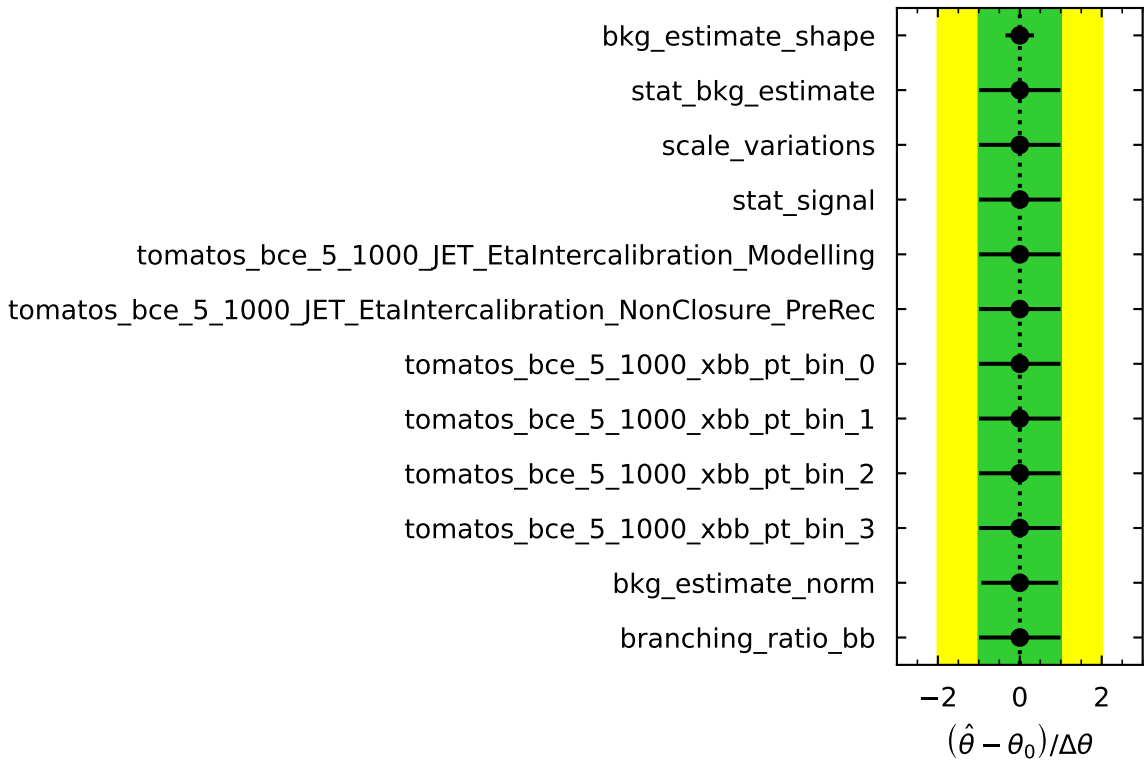 bkg_estimate_shape
stat_bkg_estimate
scale_variations
stat_signal
tomatos_bce_5_1000_JET_EtaIntercalibration_Modelling
tomatos_bce_5_1000_JET_EtaIntercalibration_NonClosure_PreRec
tomatos_bce_5_1000_xbb_pt_bin_0
tomatos_bce_5_1000_xbb_pt_bin_1
tomatos_bce_5_1000_xbb_pt_bin_2
tomatos_bce_5_1000_xbb_pt_bin_3
bkg_estimate_norm
branching_ratio_bb
−2 0 2
(θ̂ − θ₀)/Δθ